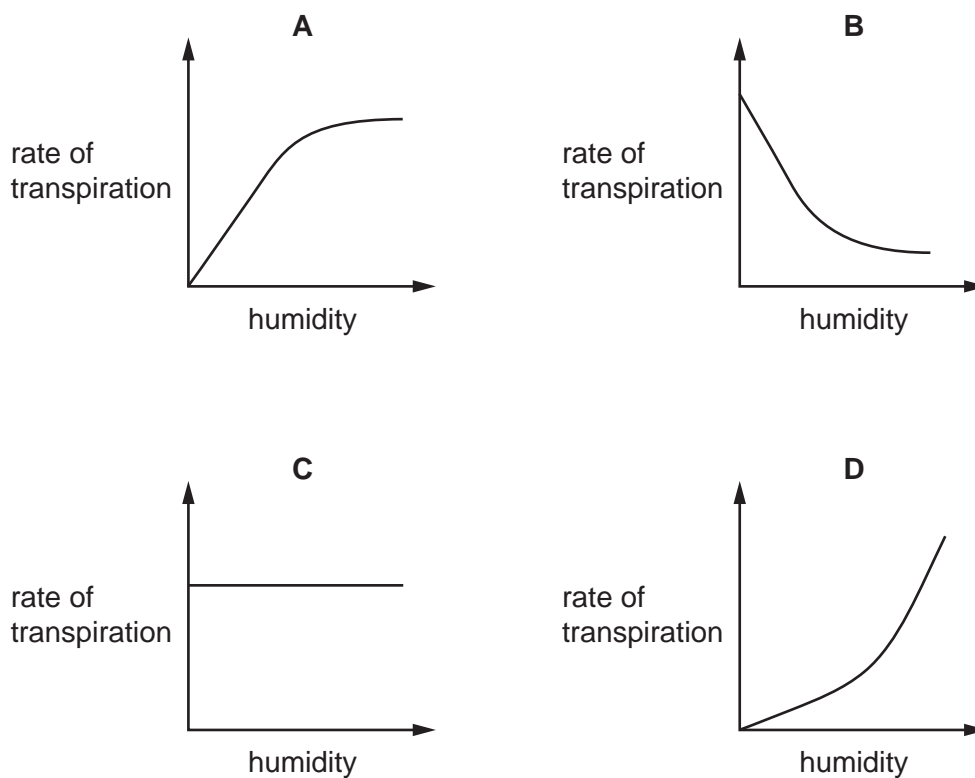 A
rate of
transpiration
humidity
B
rate of
transpiration
humidity
C
rate of
transpiration
humidity
D
rate of
transpiration
humidity